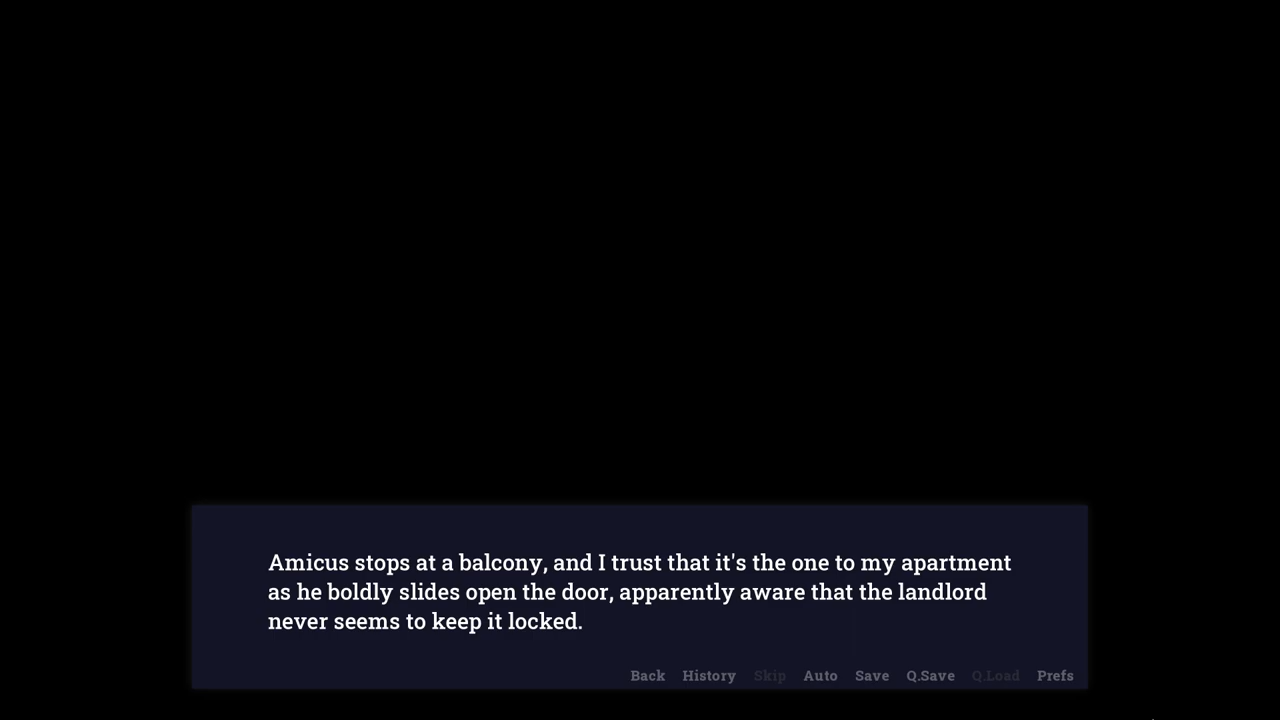 Amicus stops at a balcony, and I trust that it's the one to my apartment
as he boldly slides open the door, apparently aware that the landlord
never seems to keep it locked.
Back History Skip Auto Save Q.Save Q.Load Prefs